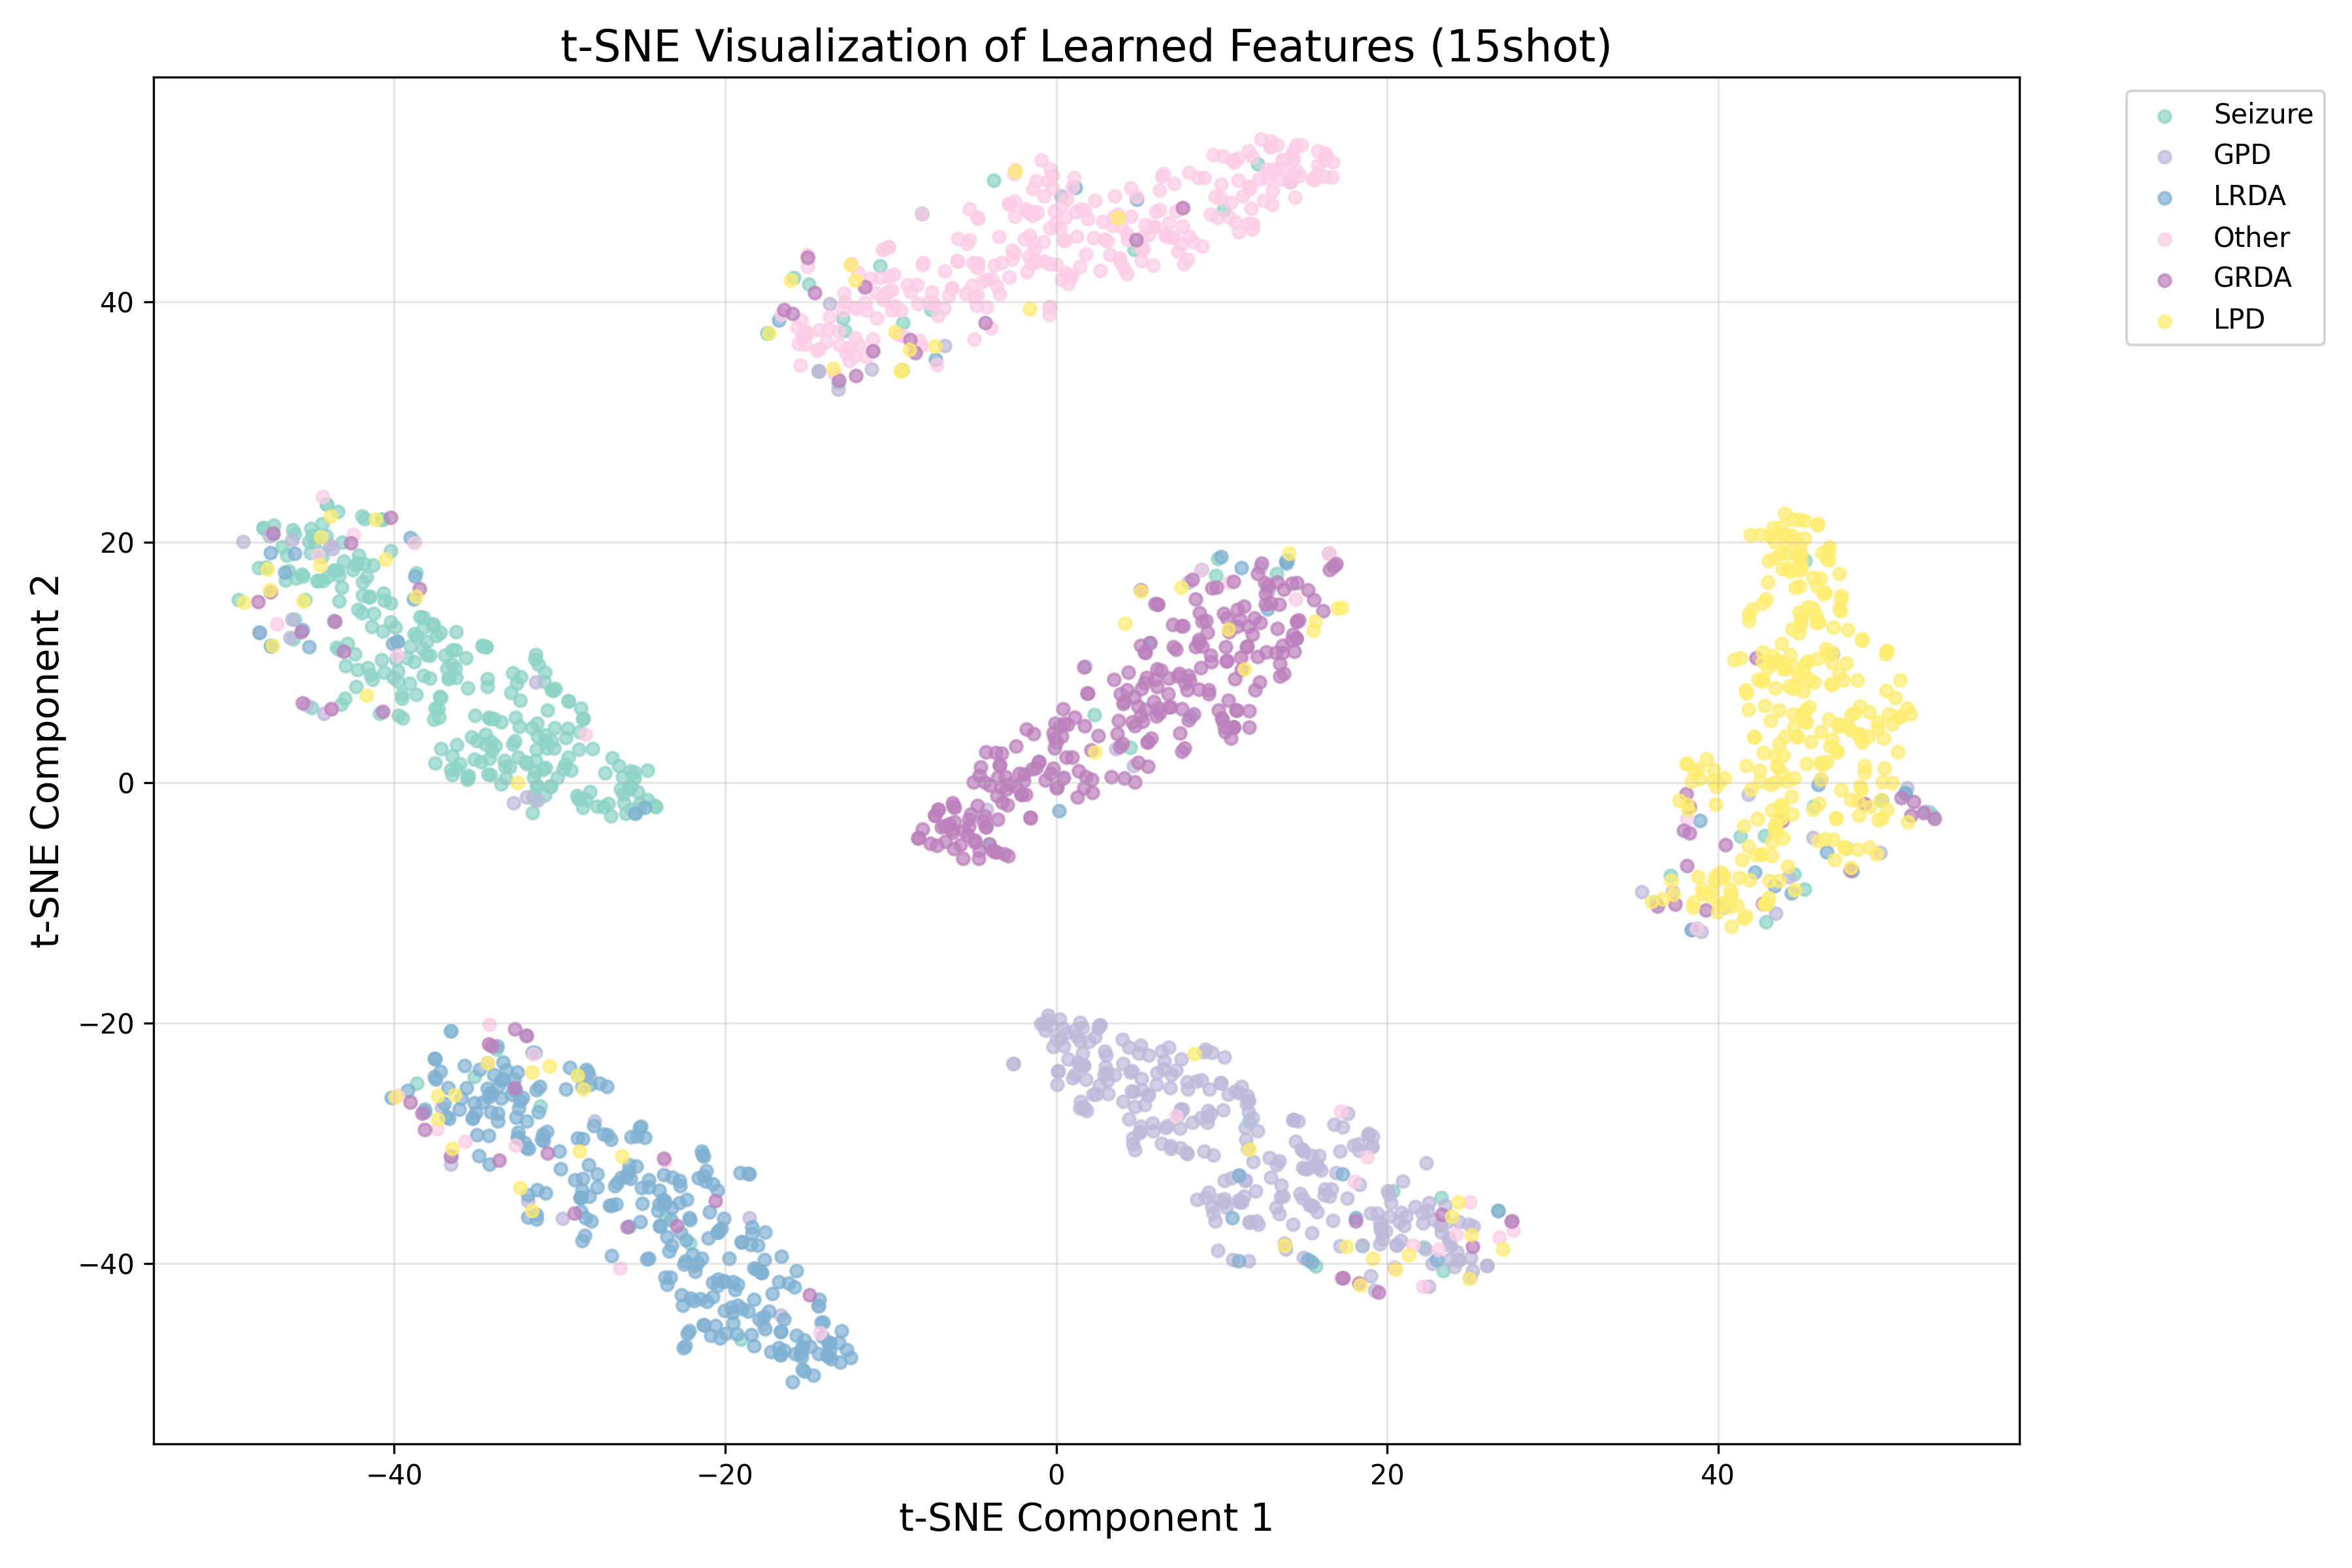 t-SNE Visualization of Learned Features (15shot)
Seizure
GPD
LRDA
Other
GRDA
LPD
t-SNE Component 2
40
20
0
−20
−40
−40
−20
0
20
40
t-SNE Component 1